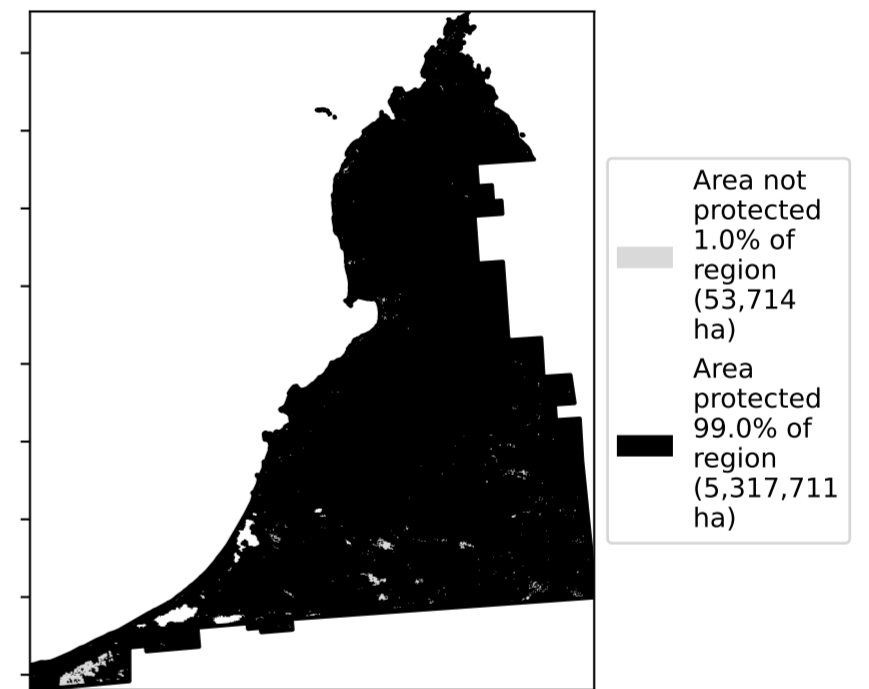 Area not
protected
1.0% of
region
(53,714
ha)
Area
protected
99.0% of
region
(5,317,711
ha)